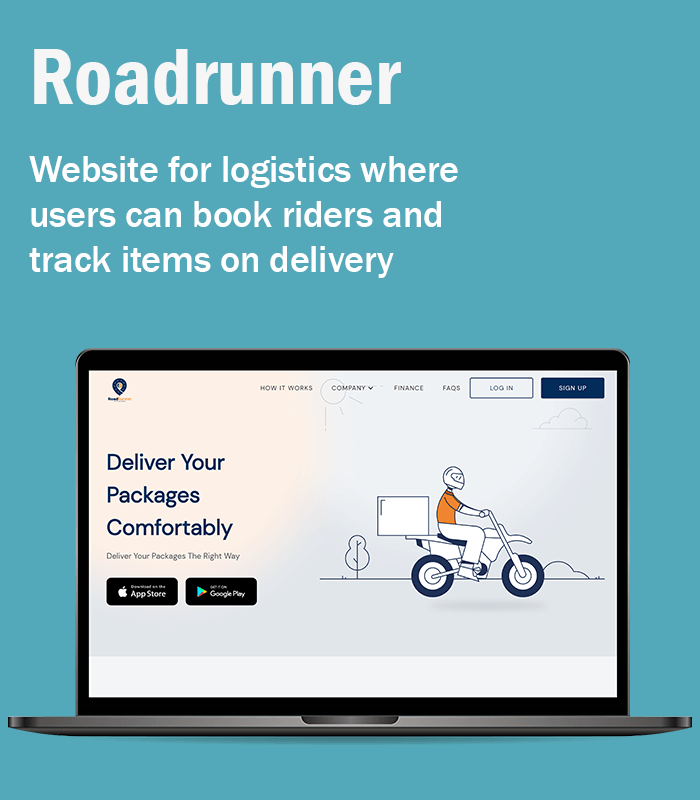 Roadrunner
Website for logistics where
users can book riders and
track items on delivery
RoadRunner
HOW IT WORKS COMPANY FINANCE FAQS LOG IN SIGN UP
Deliver Your
Packages
Comfortably
Deliver Your Packages The Right Way
Download on the
App Store
GET IT ON
Google Play